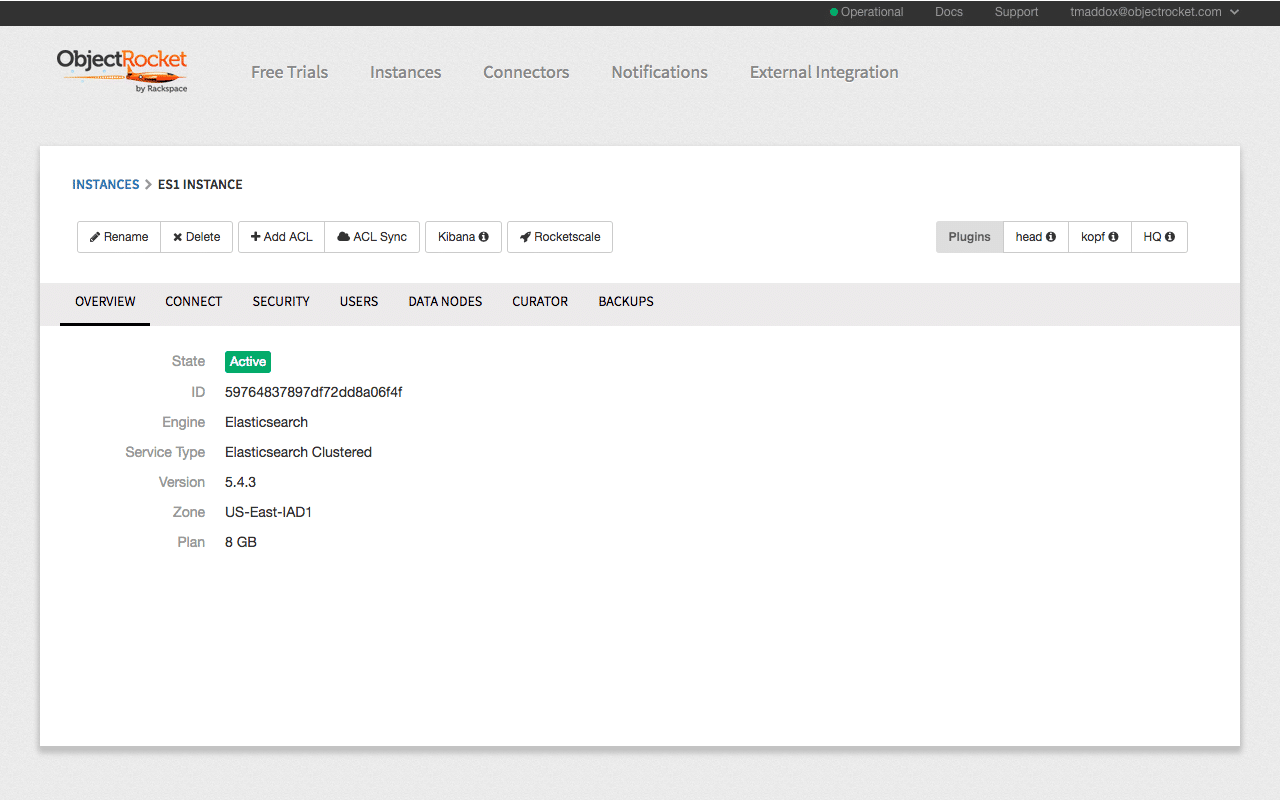 Operational Docs Support tmaddox@objectrocket.com
ObjectRocket
by Rackspace
Free Trials Instances Connectors Notifications External Integration
INSTANCES > ES1 INSTANCE
Rename Delete Add ACL ACL Sync Kibana Rocketscale Plugins head kopf HQ
OVERVIEW CONNECT SECURITY USERS DATA NODES CURATOR BACKUPS
State Active
ID 59764837897df72dd8a06f4f
Engine Elasticsearch
Service Type Elasticsearch Clustered
Version 5.4.3
Zone US-East-IAD1
Plan 8 GB